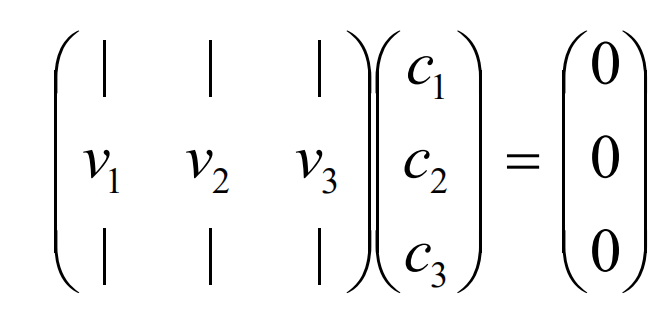 | | | c₁ 0
v₁ v₂ v₃ c₂ = 0
| | | c₃ 0